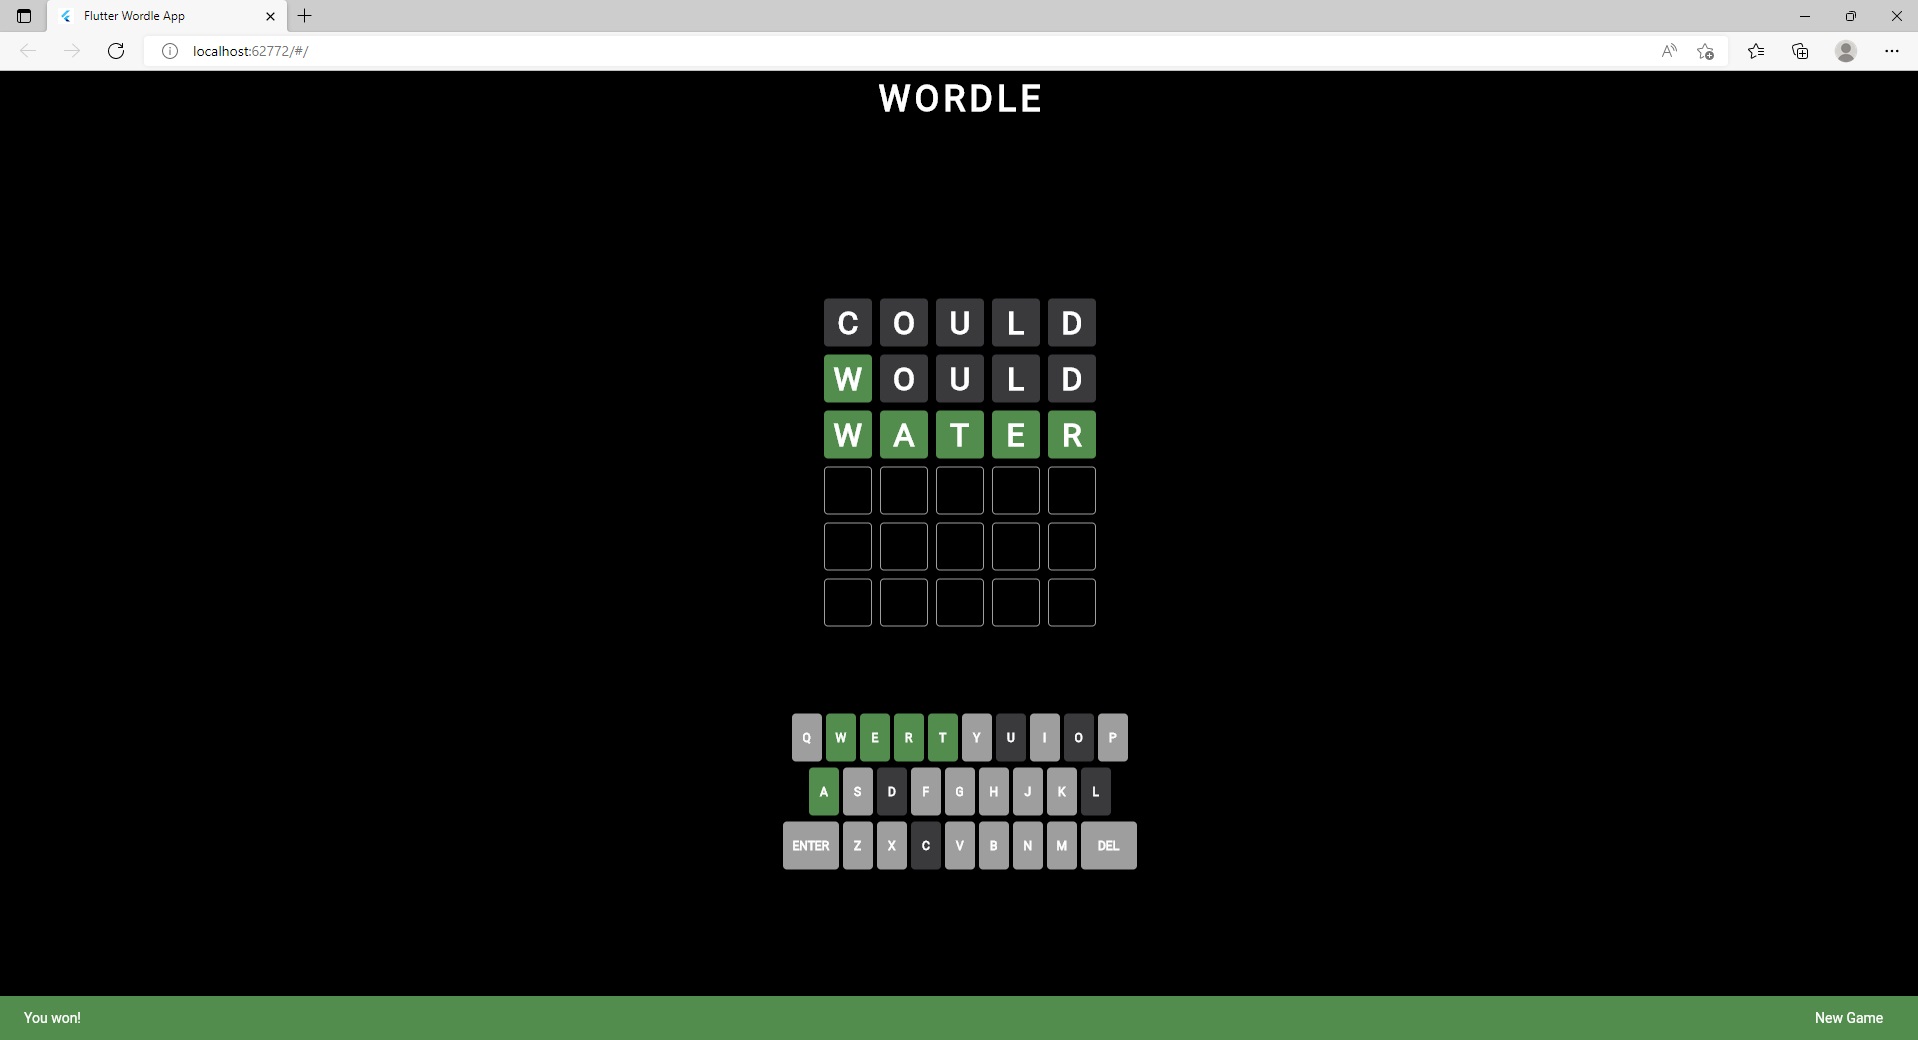 Flutter Wordle App
localhost:62772/#/
WORDLE
C O U L D
W O U L D
W A T E R
Q W E R T Y U I O P
A S D F G H J K L
ENTER Z X C V B N M DEL
You won! New Game